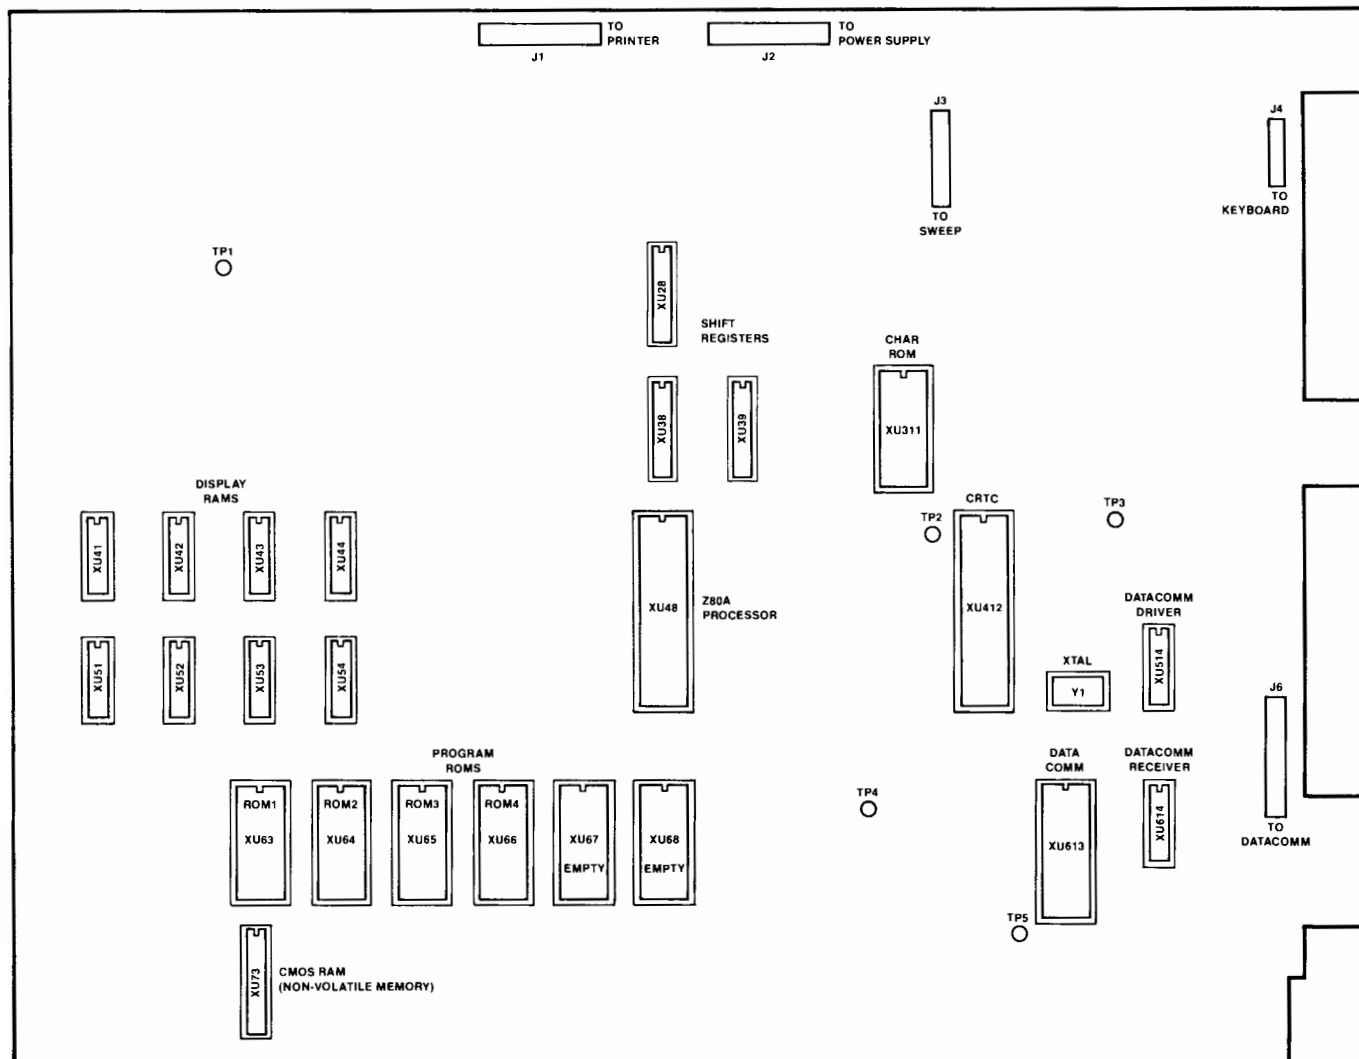 TO
PRINTER
J1
TO
POWER SUPPLY
J2
J3
TO
SWEEP
J4
TO
KEYBOARD
TP1
XU28
SHIFT
REGISTERS
XU38
XU39
CHAR
ROM
XU311
DISPLAY
RAMS
XU41
XU42
XU43
XU44
XU51
XU52
XU53
XU54
XU48
Z80A
PROCESSOR
TP2
CRTC
XU412
TP3
DATACOMM
DRIVER
XU514
XTAL
Y1
J6
TO
DATACOMM
PROGRAM
ROMS
ROM1
XU63
ROM2
XU64
ROM3
XU65
ROM4
XU66
XU67
EMPTY
XU68
EMPTY
TP4
DATA
COMM
XU613
DATACOMM
RECEIVER
XU614
TP5
XU73
CMOS RAM
(NON-VOLATILE MEMORY)